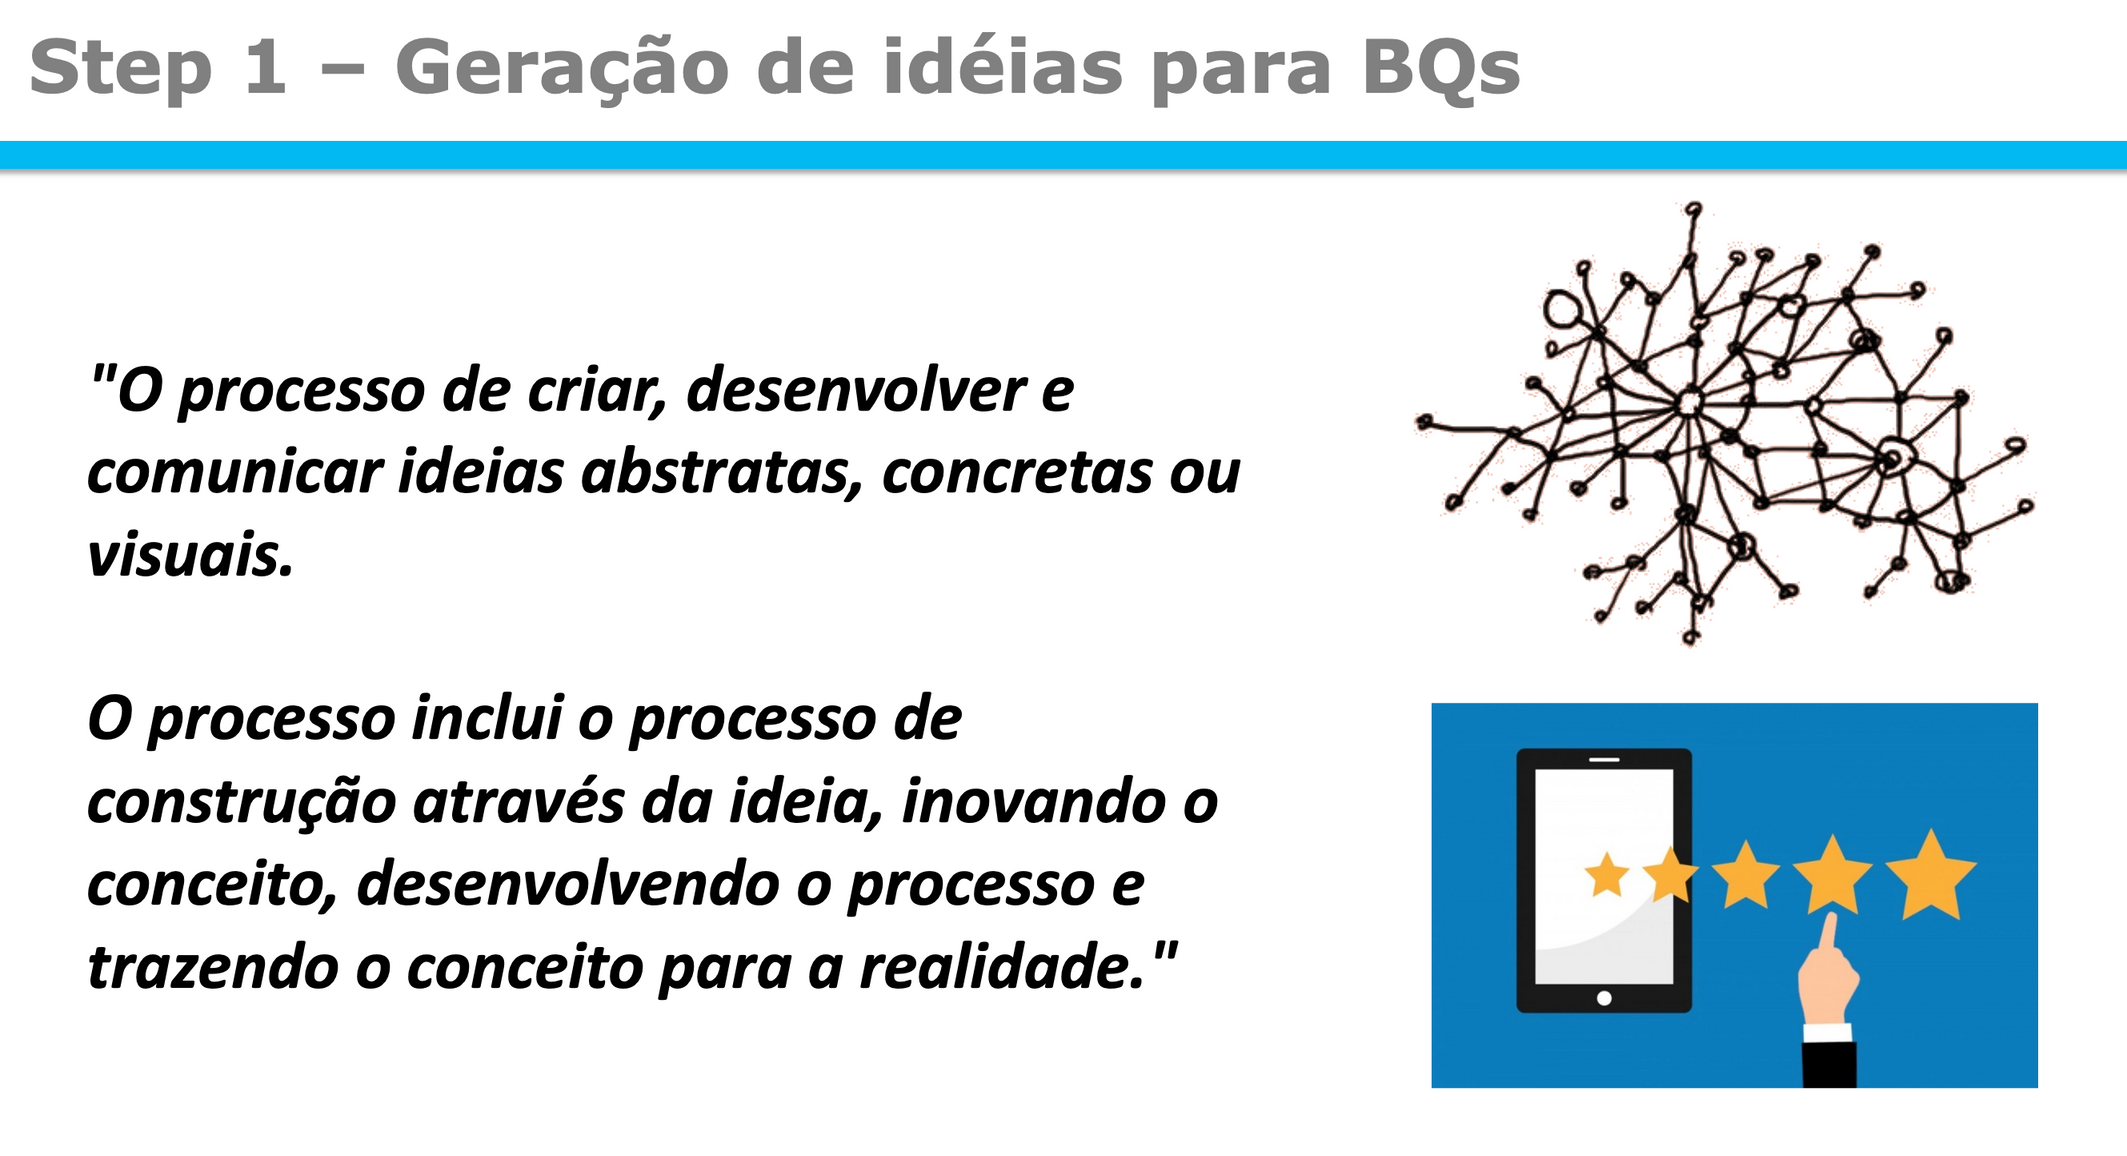 Step 1 – Geração de idéias para BQs
"O processo de criar, desenvolver e
comunicar ideias abstratas, concretas ou
visuais.
O processo inclui o processo de
construção através da ideia, inovando o
conceito, desenvolvendo o processo e
trazendo o conceito para a realidade."